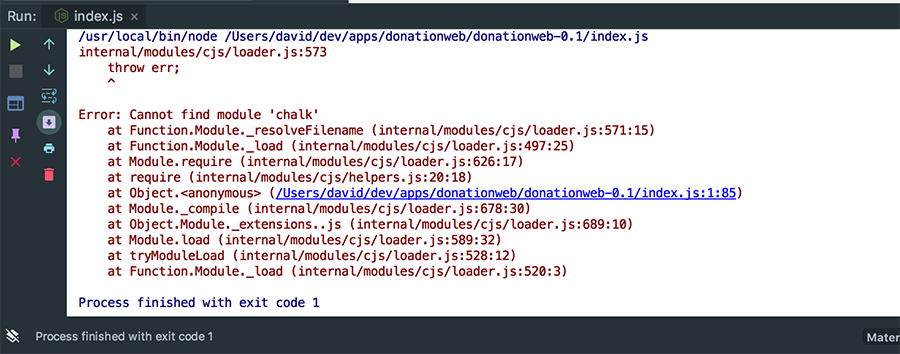 Run: index.js ×
/usr/local/bin/node /Users/david/dev/apps/donationweb/donationweb-0.1/index.js
internal/modules/cjs/loader.js:573
    throw err;
    ^
Error: Cannot find module 'chalk'
    at Function.Module._resolveFilename (internal/modules/cjs/loader.js:571:15)
    at Function.Module._load (internal/modules/cjs/loader.js:497:25)
    at Module.require (internal/modules/cjs/loader.js:626:17)
    at require (internal/modules/cjs/helpers.js:20:18)
    at Object.<anonymous> (/Users/david/dev/apps/donationweb/donationweb-0.1/index.js:1:85)
    at Module._compile (internal/modules/cjs/loader.js:678:30)
    at Object.Module._extensions..js (internal/modules/cjs/loader.js:689:10)
    at Module.load (internal/modules/cjs/loader.js:589:32)
    at tryModuleLoad (internal/modules/cjs/loader.js:528:12)
    at Function.Module._load (internal/modules/cjs/loader.js:520:3)
Process finished with exit code 1
Process finished with exit code 1
Mater